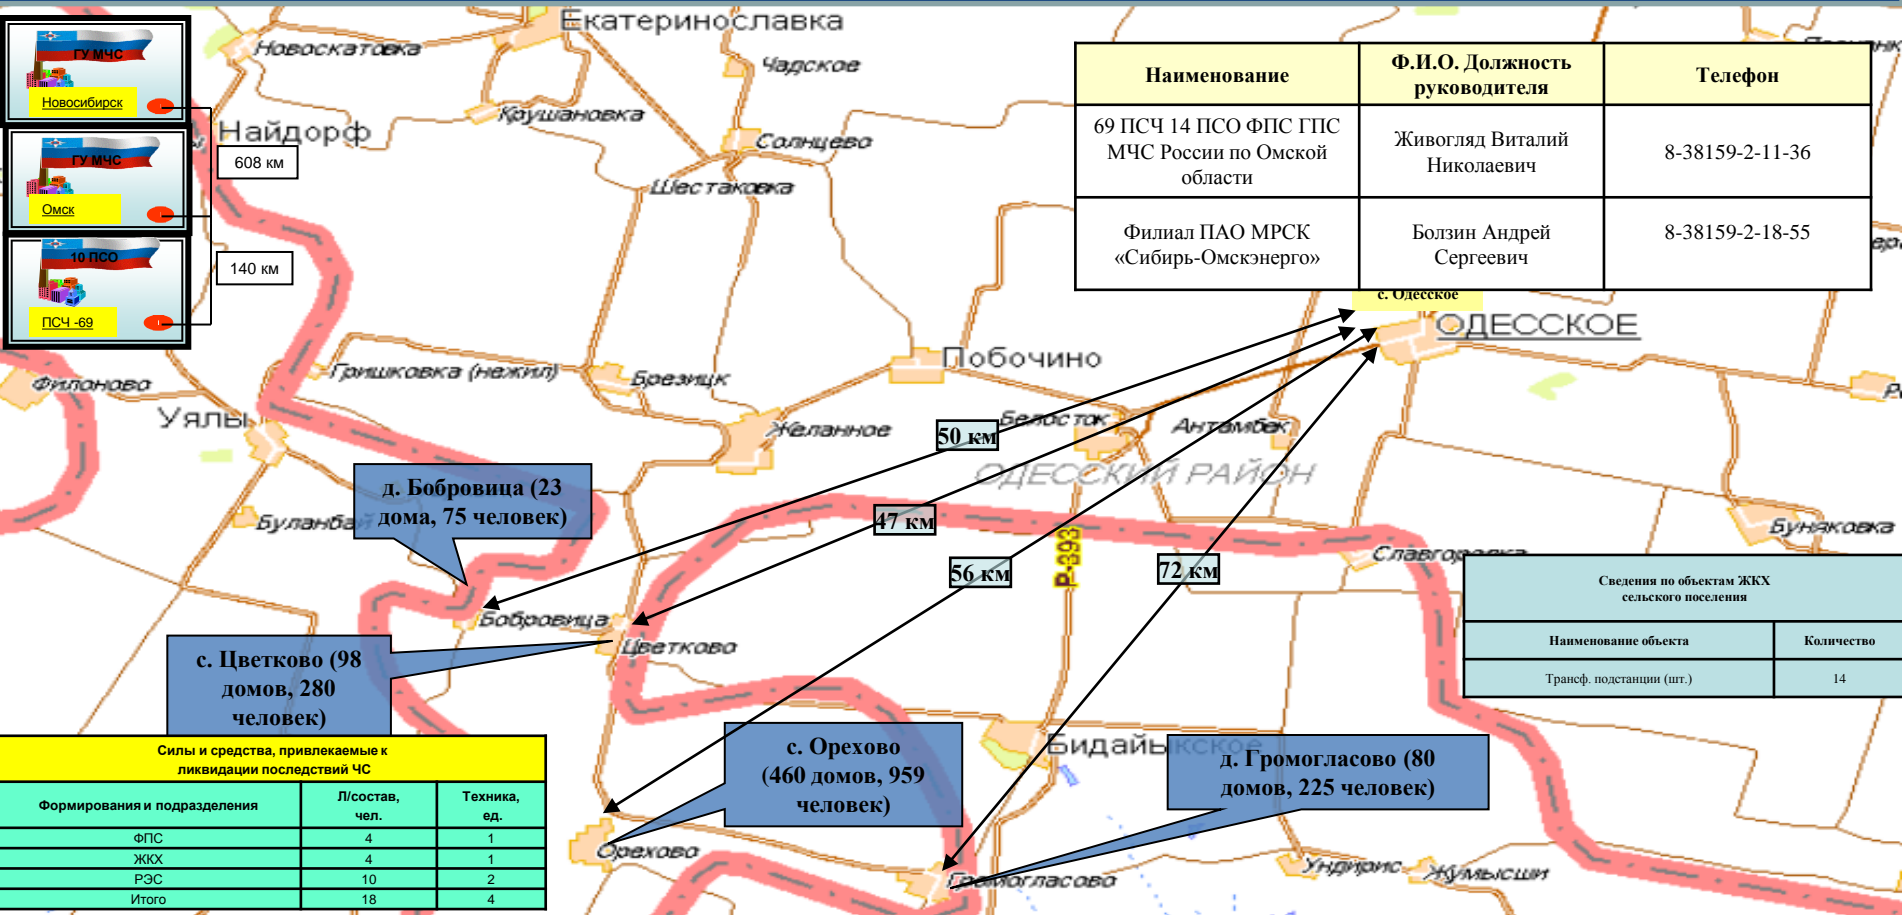 Екатеринославка
Новоскатовка
Чадское
Крушановка
Найдорф
Солнцево
Шестаковка
ГУ МЧС
Новосибирск
608 км
ГУ МЧС
Омск
140 км
10 ПСО
ПСЧ -69
Наименование
Ф.И.О. Должность
руководителя
Телефон
69 ПСЧ 14 ПСО ФПС ГПС
МЧС России по Омской
области
Живогляд Виталий
Николаевич
8-38159-2-11-36
Филиал ПАО МРСК
«Сибирь-Омскэнерго»
Болзин Андрей
Сергеевич
8-38159-2-18-55
с. Одесское
ОДЕССКОЕ
Побочино
Гришковка (нежил)
Брезицк
Филоново
Уялы
Желанное
Белосток
Антамбек
50 км
ОДЕССКИЙ РАЙОН
д. Бобровица (23
дома, 75 человек)
Буланбай
47 км
Буняковка
Славгородка
56 км
Р-393
72 км
Сведения по объектам ЖКХ
сельского поселения
Наименование объекта
Количество
Трансф. подстанции (шт.)
14
Бобровица
Цветково
с. Цветково (98
домов, 280
человек)
Бидайыкское
с. Орехово
(460 домов, 959
человек)
д. Громогласово (80
домов, 225 человек)
Силы и средства, привлекаемые к
ликвидации последствий ЧС
Формирования и подразделения
Л/состав,
чел.
Техника,
ед.
ФПС 4 1
ЖКХ 4 1
РЭС 10 2
Итого 18 4
Орехово
Громогласово
Ундирис
Жумысши